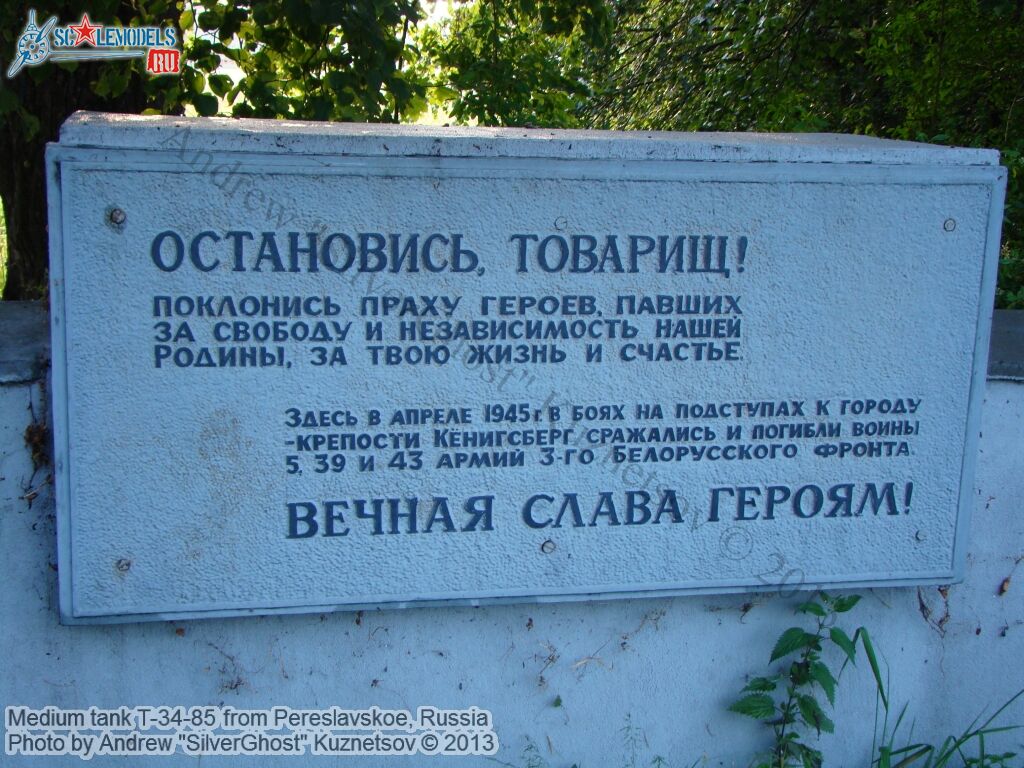 SCALEMODELS
.RU
ОСТАНОВИСЬ, ТОВАРИЩ!
ПОКЛОНИСЬ ПРАХУ ГЕРОЕВ, ПАВШИХ
ЗА СВОБОДУ И НЕЗАВИСИМОСТЬ НАШЕЙ
РОДИНЫ, ЗА ТВОЮ ЖИЗНЬ И СЧАСТЬЕ.
ЗДЕСЬ В АПРЕЛЕ 1945 г. В БОЯХ НА ПОДСТУПАХ К ГОРОДУ
-КРЕПОСТИ КЁНИГСБЕРГ СРАЖАЛИСЬ И ПОГИБЛИ ВОИНЫ
5, 39 И 43 АРМИЙ 3-ГО БЕЛОРУССКОГО ФРОНТА.
ВЕЧНАЯ СЛАВА ГЕРОЯМ!
Medium tank T-34-85 from Pereslavskoe, Russia
Photo by Andrew "SilverGhost" Kuznetsov © 2013